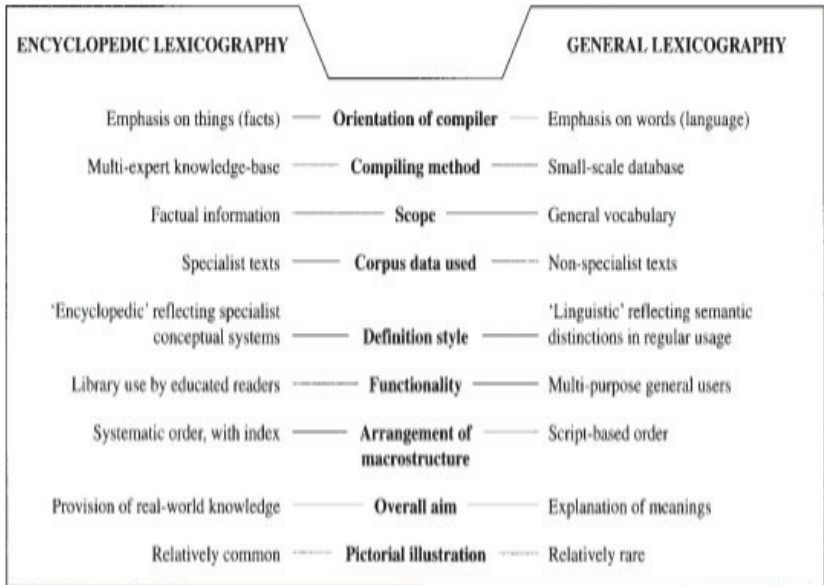 ENCYCLOPEDIC LEXICOGRAPHY GENERAL LEXICOGRAPHY
Emphasis on things (facts) Orientation of compiler Emphasis on words (language)
Multi-expert knowledge-base Compiling method Small-scale database
Factual information Scope General vocabulary
Specialist texts Corpus data used Non-specialist texts
‘Encyclopedic’ reflecting specialist ‘Linguistic’ reflecting semantic
conceptual systems Definition style distinctions in regular usage
Library use by educated readers Functionality Multi-purpose general users
Systematic order, with index Arrangement of Script-based order
macrostructure
Provision of real-world knowledge Overall aim Explanation of meanings
Relatively common Pictorial illustration Relatively rare